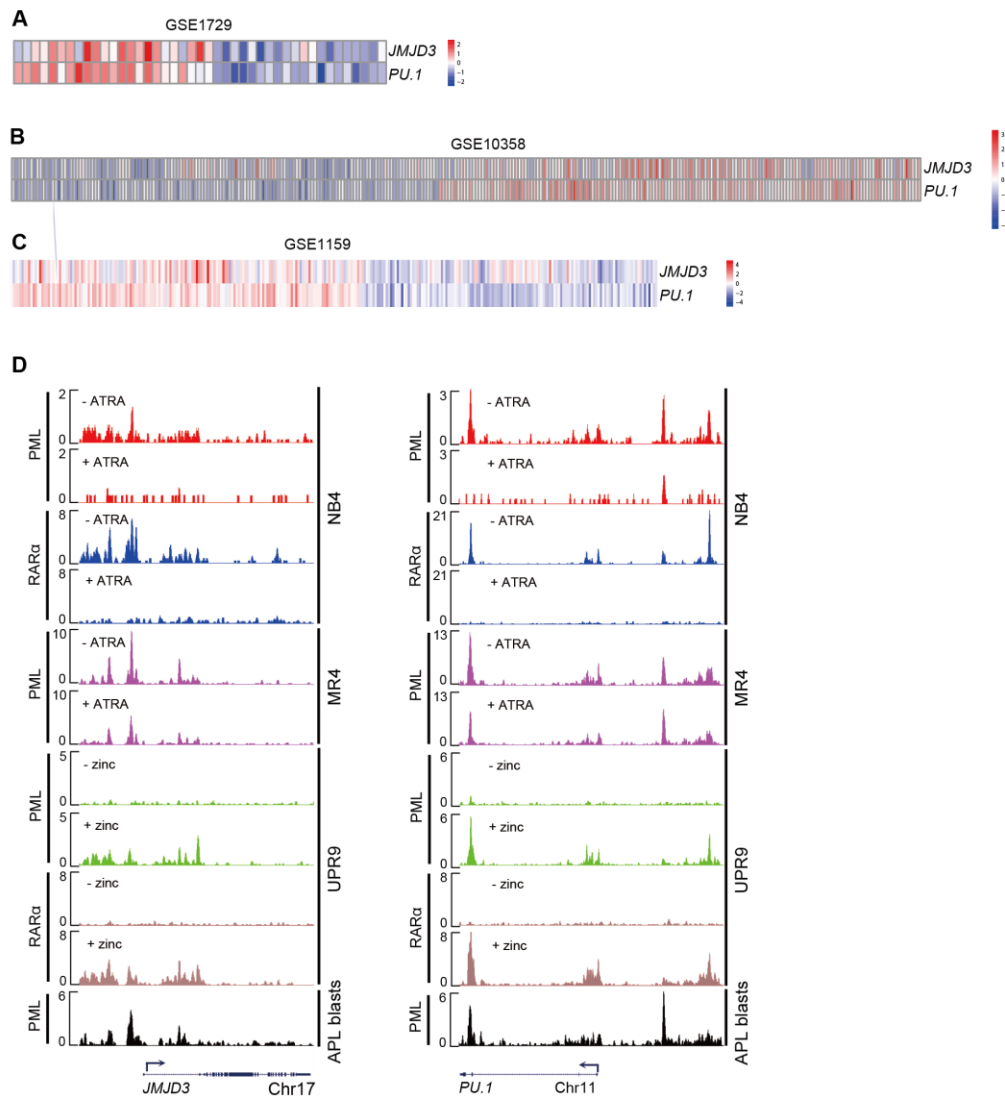 A
GSE1729
JMJD3
PU.1
2
1
0
-1
-2
B
GSE10358
JMJD3
PU.1
3
2
1
0
C
GSE1159
JMJD3
PU.1
4
2
0
-2
-4
D
PML
2
0
- ATRA
2
0
+ ATRA
RARα
8
0
- ATRA
8
0
+ ATRA
NB4
PML
10
0
- ATRA
10
0
+ ATRA
MR4
PML
5
0
- zinc
5
0
+ zinc
RARα
8
0
- zinc
8
0
+ zinc
UPR9
PML
6
0
APL blasts
JMJD3
Chr17
PML
3
0
- ATRA
3
0
+ ATRA
RARα
21
0
- ATRA
21
0
+ ATRA
NB4
PML
13
0
- ATRA
13
0
+ ATRA
MR4
PML
6
0
- zinc
6
0
+ zinc
RARα
8
0
- zinc
8
0
+ zinc
UPR9
PML
6
0
APL blasts
PU.1
Chr11